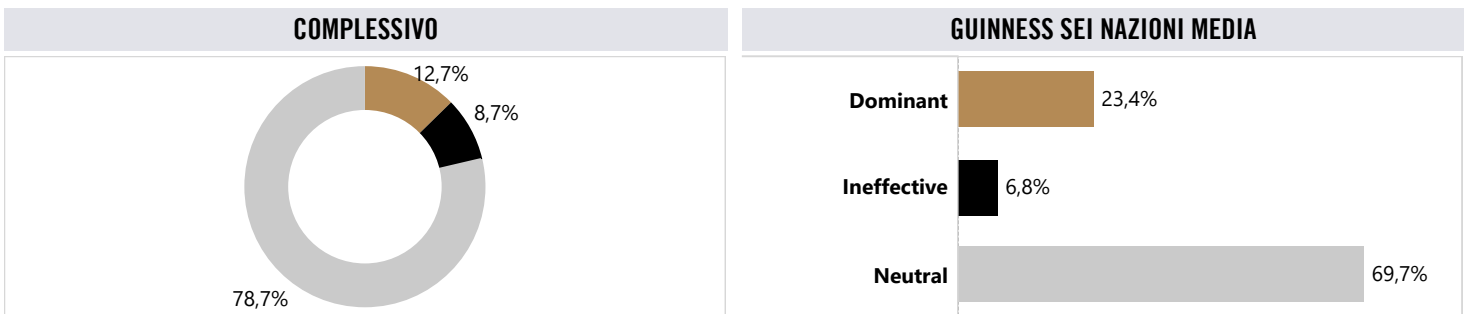 COMPLESSIVO
12,7%
8,7%
78,7%
GUINNESS SEI NAZIONI MEDIA
Dominant 23,4%
Ineffective 6,8%
Neutral 69,7%